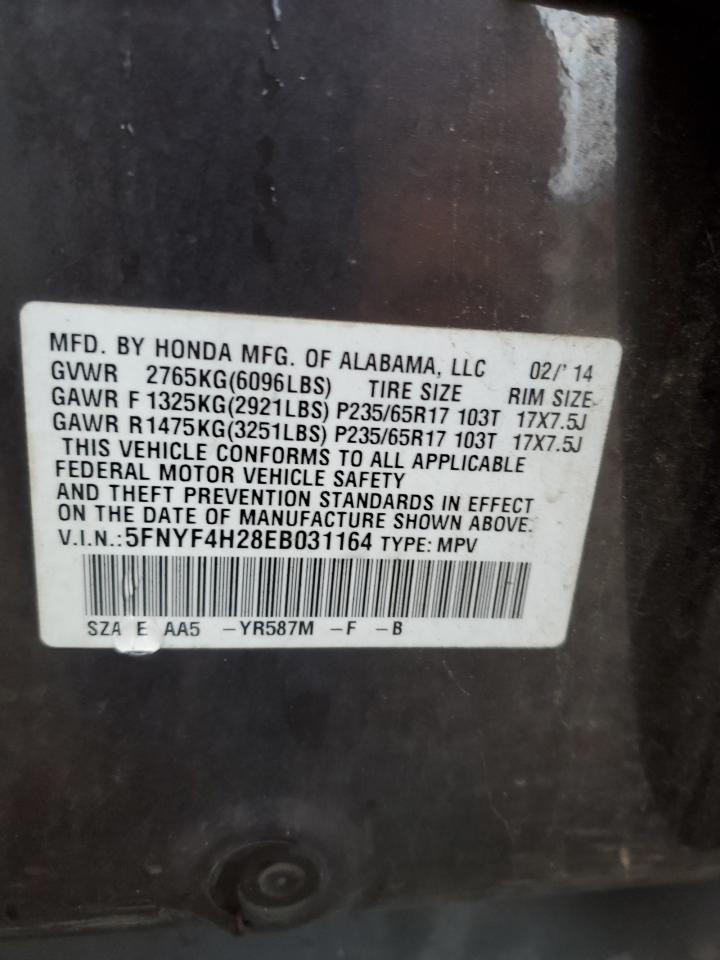 MFD. BY HONDA MFG. OF ALABAMA, LLC 02/'14
GVWR 2765KG(6096LBS) TIRE SIZE RIM SIZE
GAWR F 1325KG(2921LBS) P235/65R17 103T 17X7.5J
GAWR R1475KG(3251LBS) P235/65R17 103T 17X7.5J
THIS VEHICLE CONFORMS TO ALL APPLICABLE
FEDERAL MOTOR VEHICLE SAFETY
AND THEFT PREVENTION STANDARDS IN EFFECT
ON THE DATE OF MANUFACTURE SHOWN ABOVE.
V.I.N.:5FNYF4H28EB031164 TYPE: MPV
SZA E AA5 -YR587M -F -B